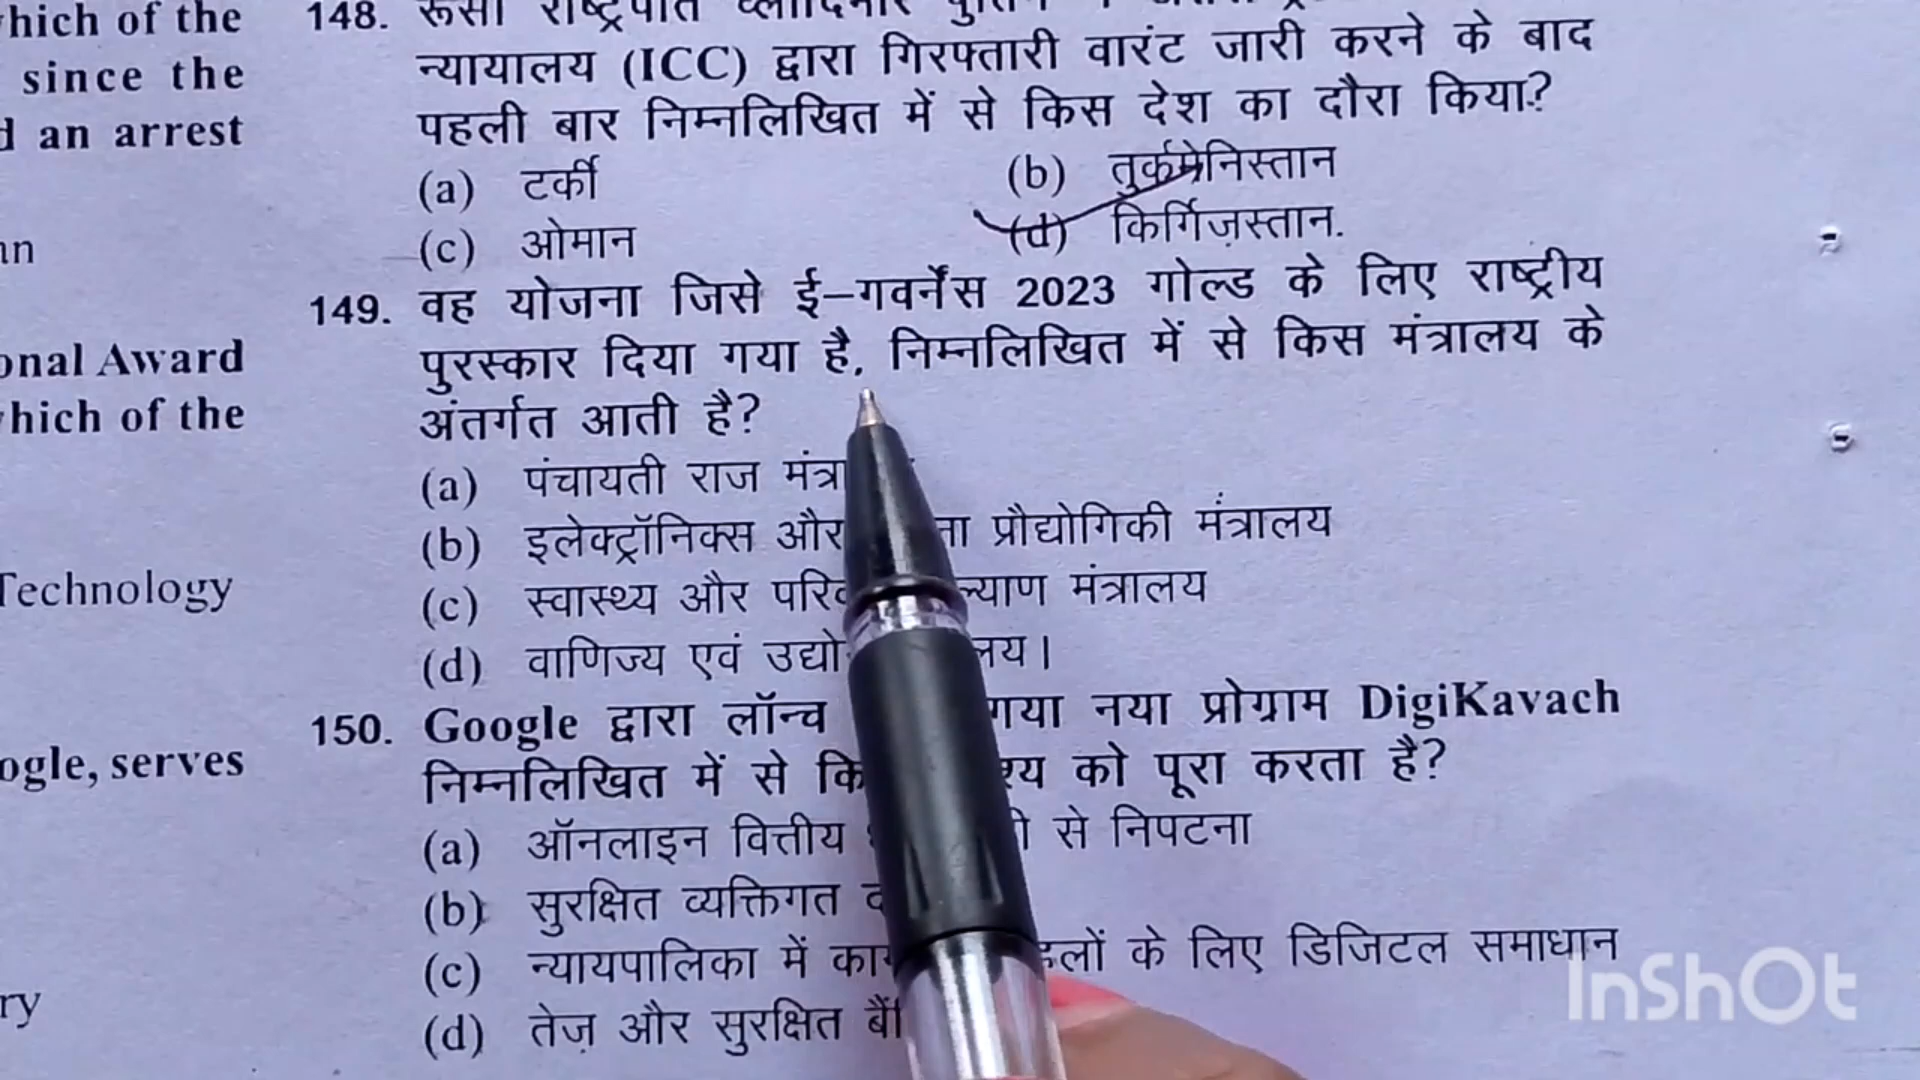 hich of the
since the
d an arrest
onal Award
hich of the
Technology
ogle, serves
ry
148. रूसी राष्ट्रपति व्लादिमीर
न्यायालय (ICC) द्वारा गिरफ्तारी वारंट जारी करने के बाद
पहली बार निम्नलिखित में से किस देश का दौरा किया?
(a) टर्की (b) तुर्कमेनिस्तान
(c) ओमान (d) किर्गिज़स्तान.
149. वह योजना जिसे ई–गवर्नेंस 2023 गोल्ड के लिए राष्ट्रीय
पुरस्कार दिया गया है, निम्नलिखित में से किस मंत्रालय के
अंतर्गत आती है?
(a) पंचायती राज
(b) इलेक्ट्रॉनिक्स और प्रौद्योगिकी मंत्रालय
(c) स्वास्थ्य और मंत्रालय
(d) वाणिज्य एवं
150. Google द्वारा लॉन्च गया नया प्रोग्राम DigiKavach
निम्नलिखित में से को पूरा करता है?
(a) ऑनलाइन वित्तीय से निपटना
(b) सुरक्षित व्यक्तिगत
(c) न्यायपालिका में के लिए डिजिटल समाधान
(d) तेज़ और सुरक्षित
InShOt